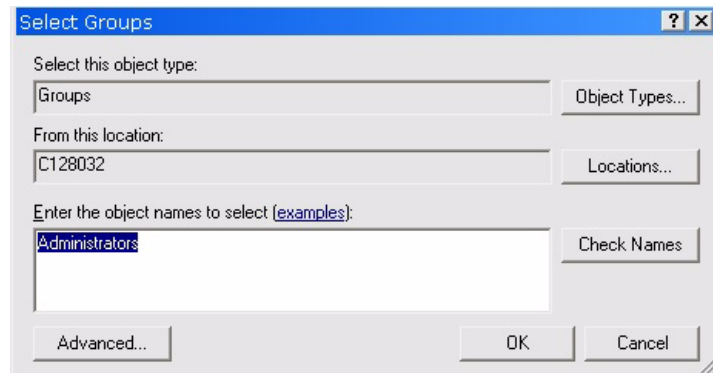 Select Groups
Select this object type:
Groups
Object Types...
From this location:
C128032
Locations...
Enter the object names to select (examples):
Administrators
Check Names
Advanced...
OK
Cancel